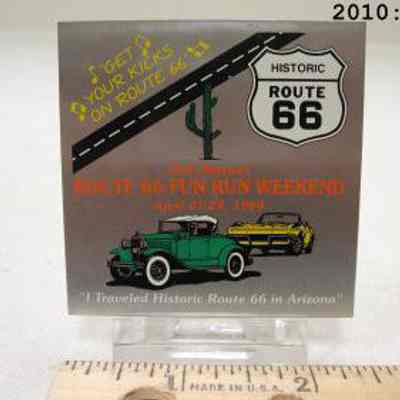 2010:
"GET
YOUR KICKS
ON ROUTE 66"
HISTORIC
ROUTE
66
Annual
ROUTE 66 FUN RUN WEEKEND
April
"I Traveled Historic Route 66 in Arizona"
1
MADE IN U.S.A.
2